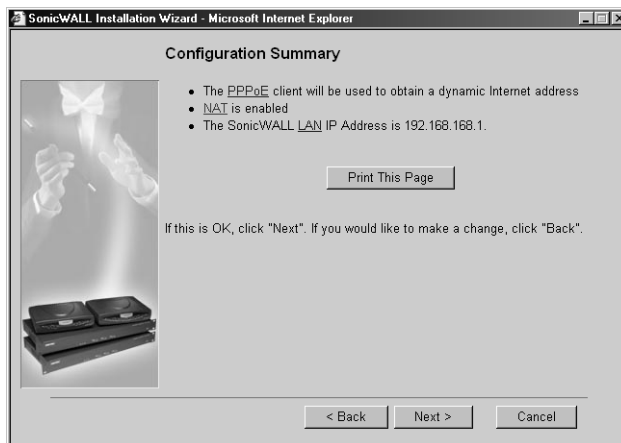 SonicWALL Installation Wizard - Microsoft Internet Explorer
Configuration Summary
• The PPPoE client will be used to obtain a dynamic Internet address
• NAT is enabled
• The SonicWALL LAN IP Address is 192.168.168.1.
Print This Page
If this is OK, click "Next". If you would like to make a change, click "Back".
< Back Next > Cancel